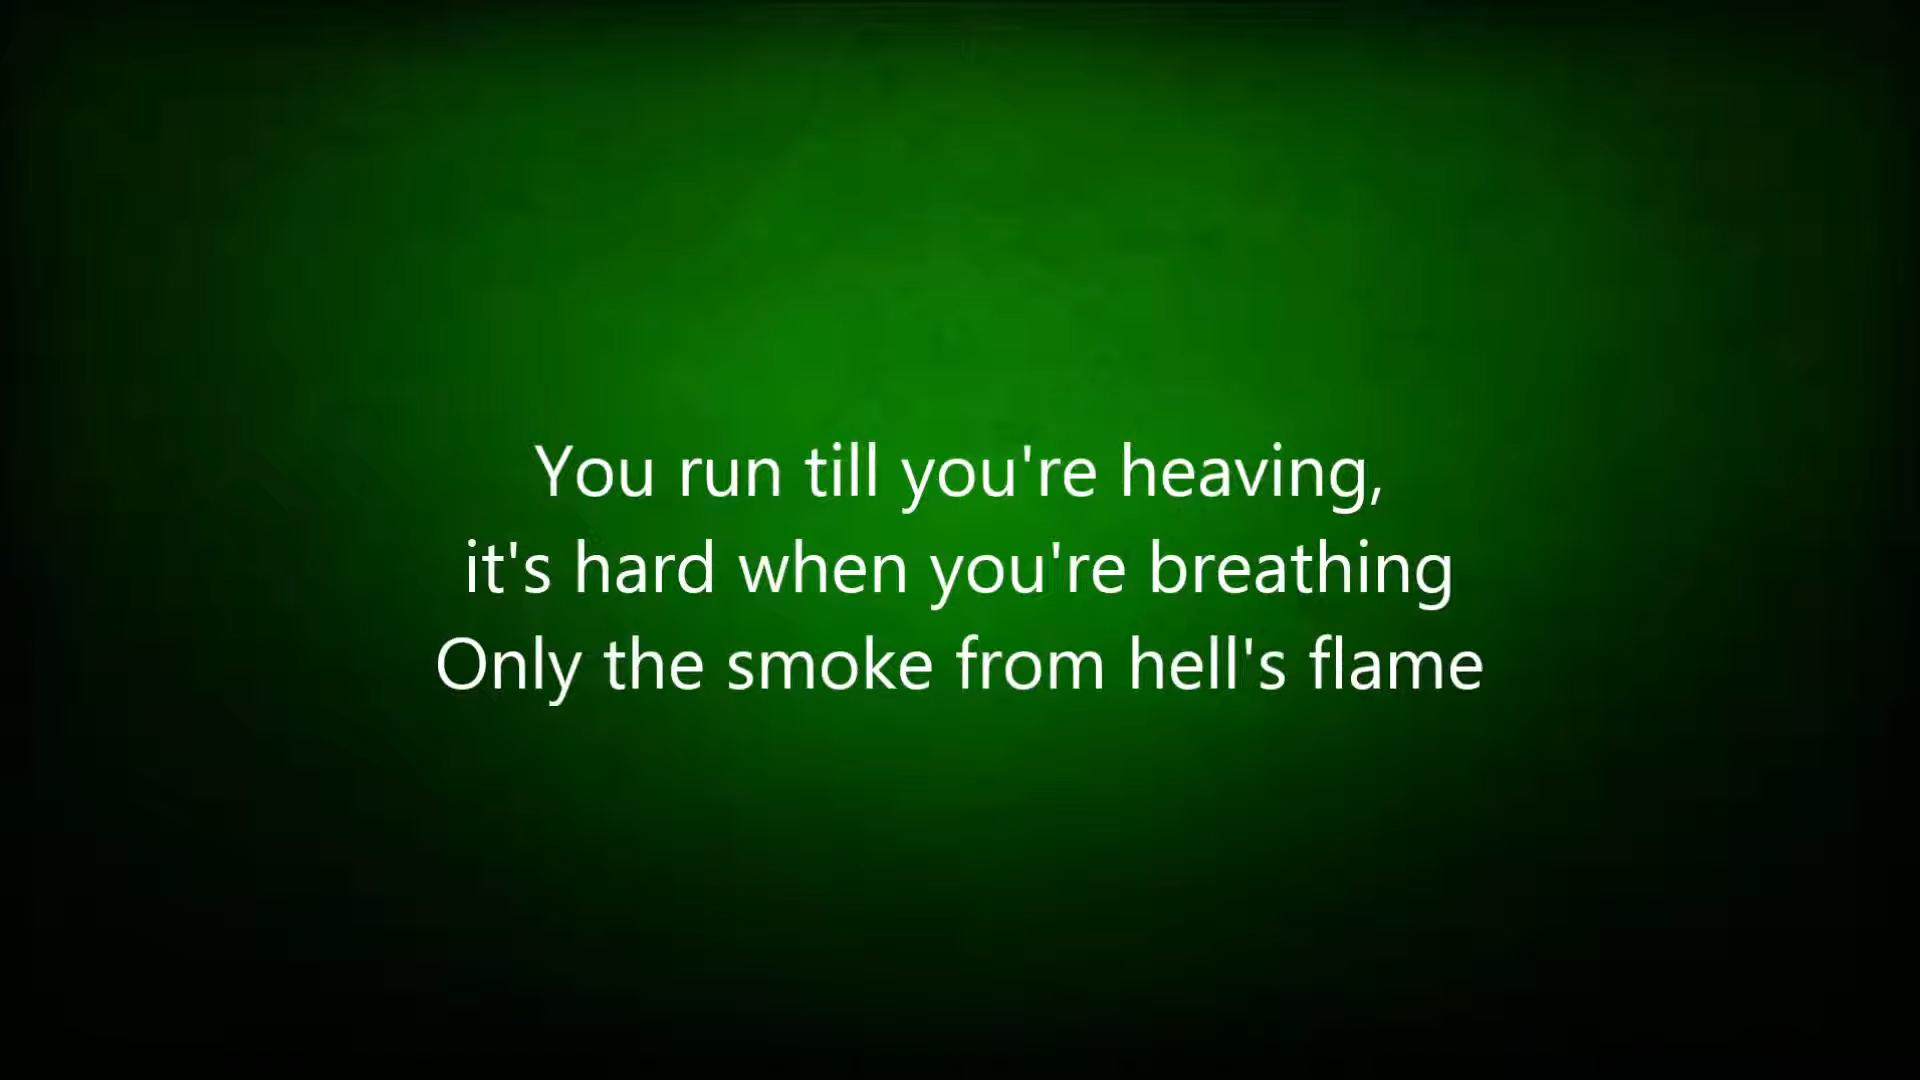 You run till you're heaving,
it's hard when you're breathing
Only the smoke from hell's flame